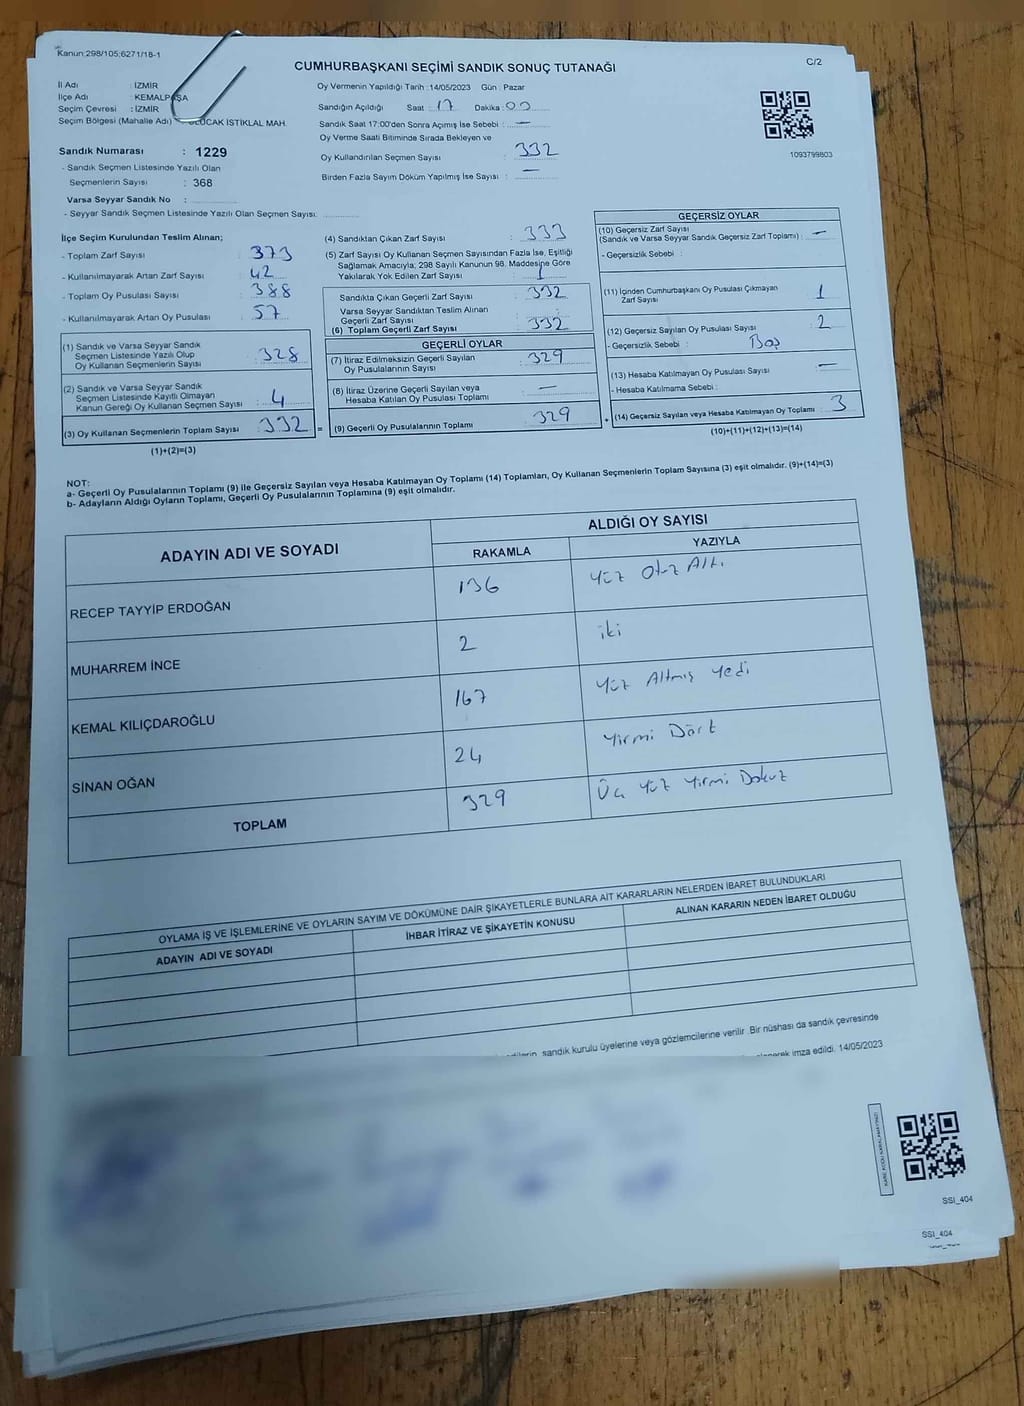 Kanun:298/105;6271/18-1
C/2
CUMHURBAŞKANI SEÇİMİ SANDIK SONUÇ TUTANAĞI
İl Adı : İZMİR
İlçe Adı : KEMALPAŞA
Seçim Çevresi : İZMİR
Seçim Bölgesi (Mahalle Adı) ULUCAK İSTİKLAL MAH.
Oy Vermenin Yapıldığı Tarih :14/05/2023 Gün : Pazar
Sandığın Açıldığı Saat : 17 Dakika : 00
Sandık Saat 17:00'den Sonra Açımış İse Sebebi : —
Oy Verme Saati Bitiminde Sırada Bekleyen ve
Oy Kullandırılan Seçmen Sayısı : 332
Birden Fazla Sayım Döküm Yapılmış İse Sayısı : —
1093799803
Sandık Numarası : 1229
- Sandık Seçmen Listesinde Yazılı Olan
Seçmenlerin Sayısı : 368
Varsa Seyyar Sandık No :
- Seyyar Sandık Seçmen Listesinde Yazılı Olan Seçmen Sayısı:
İlçe Seçim Kurulundan Teslim Alınan;
- Toplam Zarf Sayısı : 373
- Kullanılmayarak Artan Zarf Sayısı : 42
- Toplam Oy Pusulası Sayısı : 388
- Kullanılmayarak Artan Oy Pusulası : 57
(1) Sandık ve Varsa Seyyar Sandık
Seçmen Listesinde Yazılı Olup
Oy Kullanan Seçmenlerin Sayısı : 328
(2) Sandık ve Varsa Seyyar Sandık
Seçmen Listesinde Kayıtlı Olmayan
Kanun Gereği Oy Kullanan Seçmen Sayısı : 4
(3) Oy Kullanan Seçmenlerin Toplam Sayısı : 332 =
(1)+(2)=(3)
(4) Sandıktan Çıkan Zarf Sayısı : 333
(5) Zarf Sayısı Oy Kullanan Seçmen Sayısından Fazla İse, Eşitliği
Sağlamak Amacıyla; 298 Sayılı Kanunun 98. Maddesine Göre
Yakılarak Yok Edilen Zarf Sayısı : 1
Sandıkta Çıkan Geçerli Zarf Sayısı : 332
Varsa Seyyar Sandıktan Teslim Alınan
Geçerli Zarf Sayısı :
(6) Toplam Geçerli Zarf Sayısı : 332
GEÇERLİ OYLAR
(7) İtiraz Edilmeksizin Geçerli Sayılan
Oy Pusulalarının Sayısı : 329
(8) İtiraz Üzerine Geçerli Sayılan veya
Hesaba Katılan Oy Pusulası Toplamı : —
(9) Geçerli Oy Pusulalarının Toplamı : 329 +
GEÇERSİZ OYLAR
(10) Geçersiz Zarf Sayısı
(Sandık ve Varsa Seyyar Sandık Geçersiz Zarf Toplamı) : —
- Geçersizlik Sebebi :
(11) İçinden Cumhurbaşkanı Oy Pusulası Çıkmayan
Zarf Sayısı : 1
(12) Geçersiz Sayılan Oy Pusulası Sayısı : 2
- Geçersizlik Sebebi : Boş
(13) Hesaba Katılmayan Oy Pusulası Sayısı : —
- Hesaba Katılmama Sebebi :
(14) Geçersiz Sayılan veya Hesaba Katılmayan Oy Toplamı : 3
(10)+(11)+(12)+(13)=(14)
NOT:
a- Geçerli Oy Pusulalarının Toplamı (9) ile Geçersiz Sayılan veya Hesaba Katılmayan Oy Toplamı (14) Toplamları, Oy Kullanan Seçmenlerin Toplam Sayısına (3) eşit olmalıdır. (9)+(14)=(3)
b- Adayların Aldığı Oyların Toplamı, Geçerli Oy Pusulalarının Toplamına (9) eşit olmalıdır.
ADAYIN ADI VE SOYADI
ALDIĞI OY SAYISI
RAKAMLA YAZIYLA
RECEP TAYYİP ERDOĞAN 136 Yüz Otuz Altı
MUHARREM İNCE 2 iki
KEMAL KILIÇDAROĞLU 167 Yüz Altmış Yedi
SİNAN OĞAN 24 Yirmi Dört
TOPLAM 329 Üç Yüz Yirmi Dokuz
OYLAMA İŞ VE İŞLEMLERİNE VE OYLARIN SAYIM VE DÖKÜMÜNE DAİR ŞİKAYETLERLE BUNLARA AİT KARARLARIN NELERDEN İBARET BULUNDUKLARI
ADAYIN ADI VE SOYADI İHBAR İTİRAZ VE ŞİKAYETİN KONUSU ALINAN KARARIN NEDEN İBARET OLDUĞU
sandık kurulu üyelerine veya gözlemcilerine verilir. Bir nüshası da sandık çevresinde
imza edildi. 14/05/2023
KARE KODU KARALAMAYINIZ!
SSI_404
SSI_404